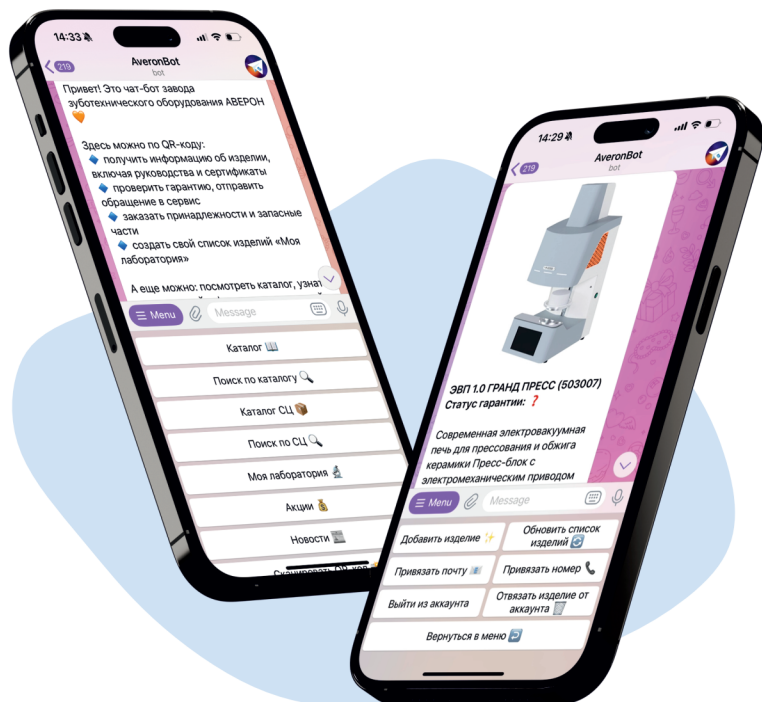 14:33
219
AveronBot
bot
Привет! Это чат-бот завода
зуботехнического оборудования АВЕРОН
Здесь можно по QR-коду:
получить информацию об изделии,
включая руководства и сертификаты
проверить гарантию, отправить
обращение в сервис
заказать принадлежности и запасные
части
создать свой список изделий «Моя
лаборатория»
А еще можно: посмотреть каталог,
Menu
Message
Каталог
Поиск по каталогу
Каталог СЦ
Поиск по СЦ
Моя лаборатория
Акции
Новости
Сканировать QR-код
14:29
219
AveronBot
bot
ЭВП 1.0 ГРАНД ПРЕСС (503007)
Статус гарантии: ❓
Современная электровакуумная
печь для прессования и обжига
керамики Пресс-блок с
электромеханическим приводом
Menu
Message
Добавить изделие
Обновить список
изделий
Привязать почту
Привязать номер
Выйти из аккаунта
Отвязать изделие от
аккаунта
Вернуться в меню